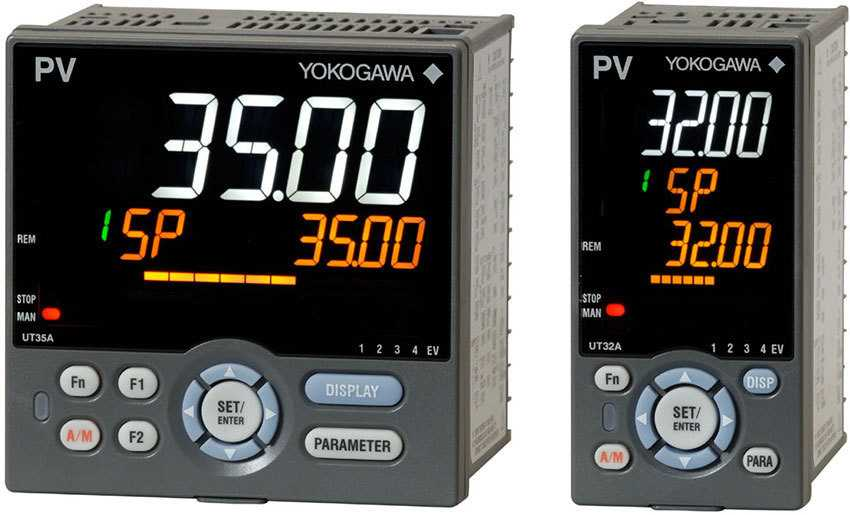 PV YOKOGAWA
35.00
1 SP 35.00
REM
STOP
MAN
UT35A
1 2 3 4 EV
Fn F1 DISPLAY
SET/
ENTER
A/M F2 PARAMETER
PV YOKOGAWA
32.00
1 SP
REM 32.00
STOP
MAN
UT32A
1 2 3 4 EV
Fn DISP
SET/
ENTER
A/M PARA